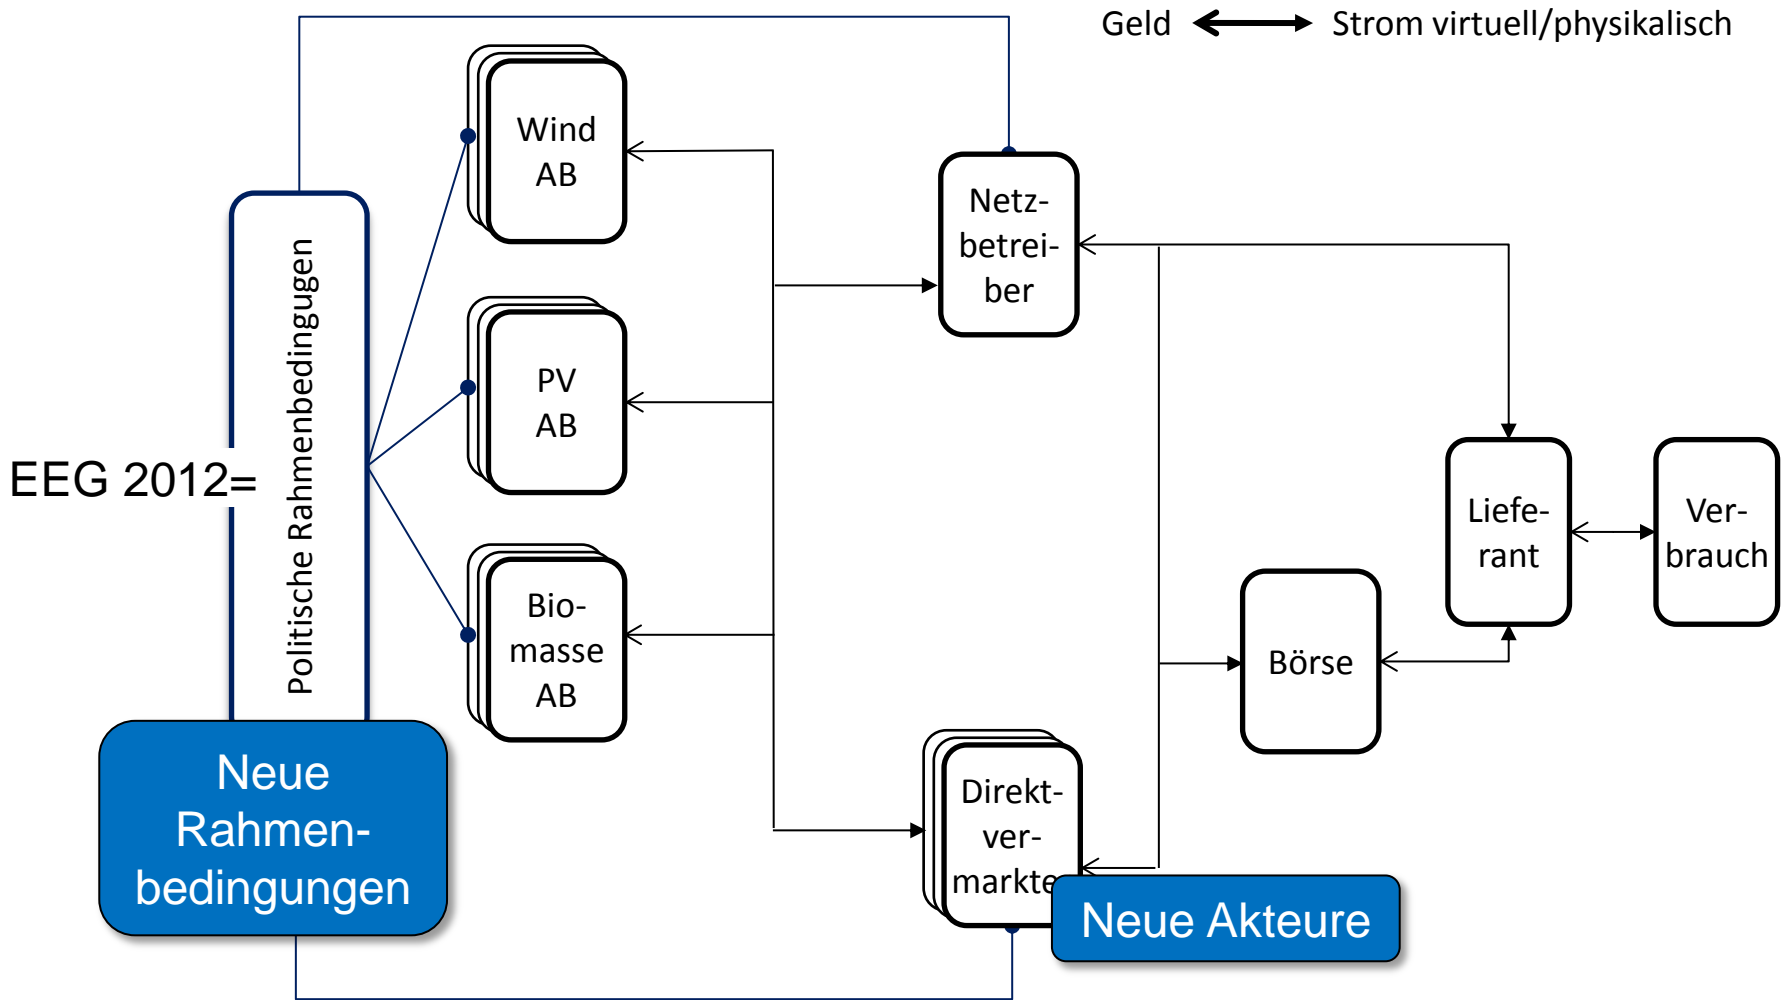 Geld Strom virtuell/physikalisch
EEG 2012=
Politische Rahmenbedingugen
Wind
AB
PV
AB
Bio-
masse
AB
Netz-
betrei-
ber
Direkt-
ver-
markte
Börse
Liefe-
rant
Ver-
brauch
Neue
Rahmen-
bedingungen
Neue Akteure